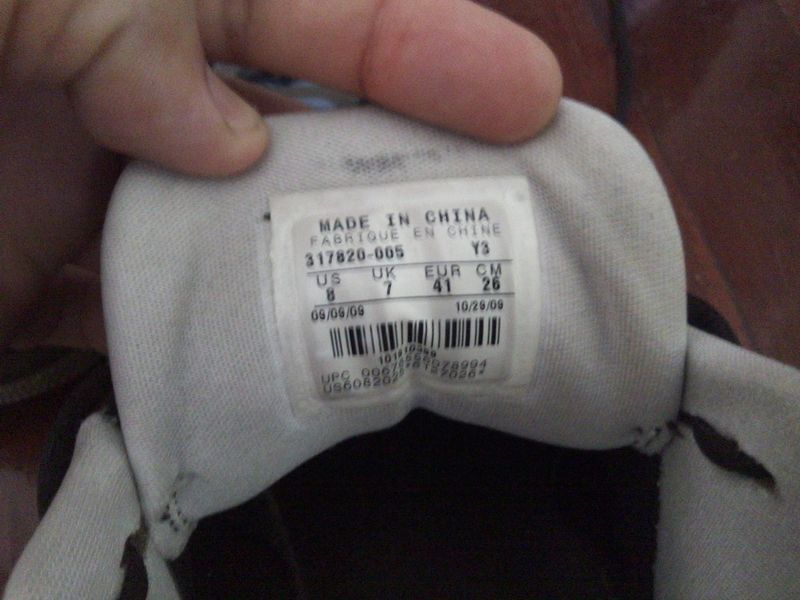 MADE IN CHINA
FABRIQUE EN CHINE
317820-005 Y3
US UK EUR CM
8 7 41 26
09/09/09 10/29/09
UPC